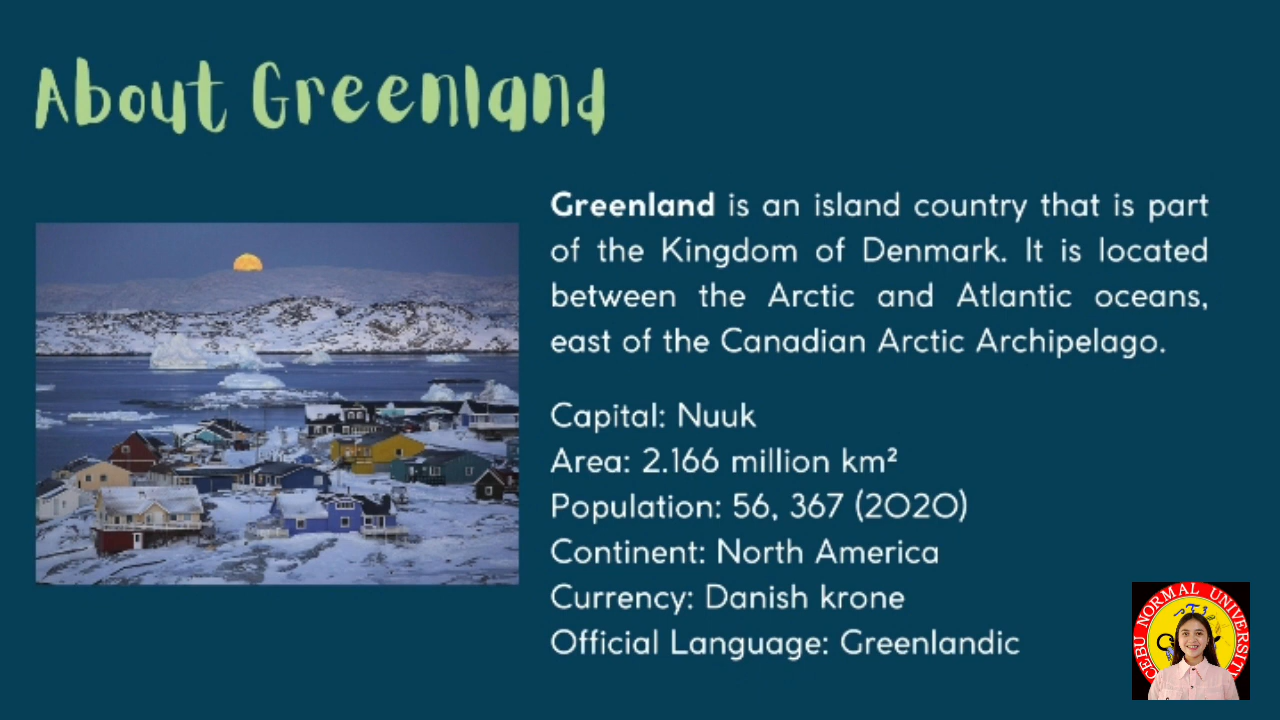 About Greenland
Greenland is an island country that is part
of the Kingdom of Denmark. It is located
between the Arctic and Atlantic oceans,
east of the Canadian Arctic Archipelago.
Capital: Nuuk
Area: 2.166 million km²
Population: 56, 367 (2020)
Continent: North America
Currency: Danish krone
Official Language: Greenlandic
CEBU NORMAL UNIVERSITY